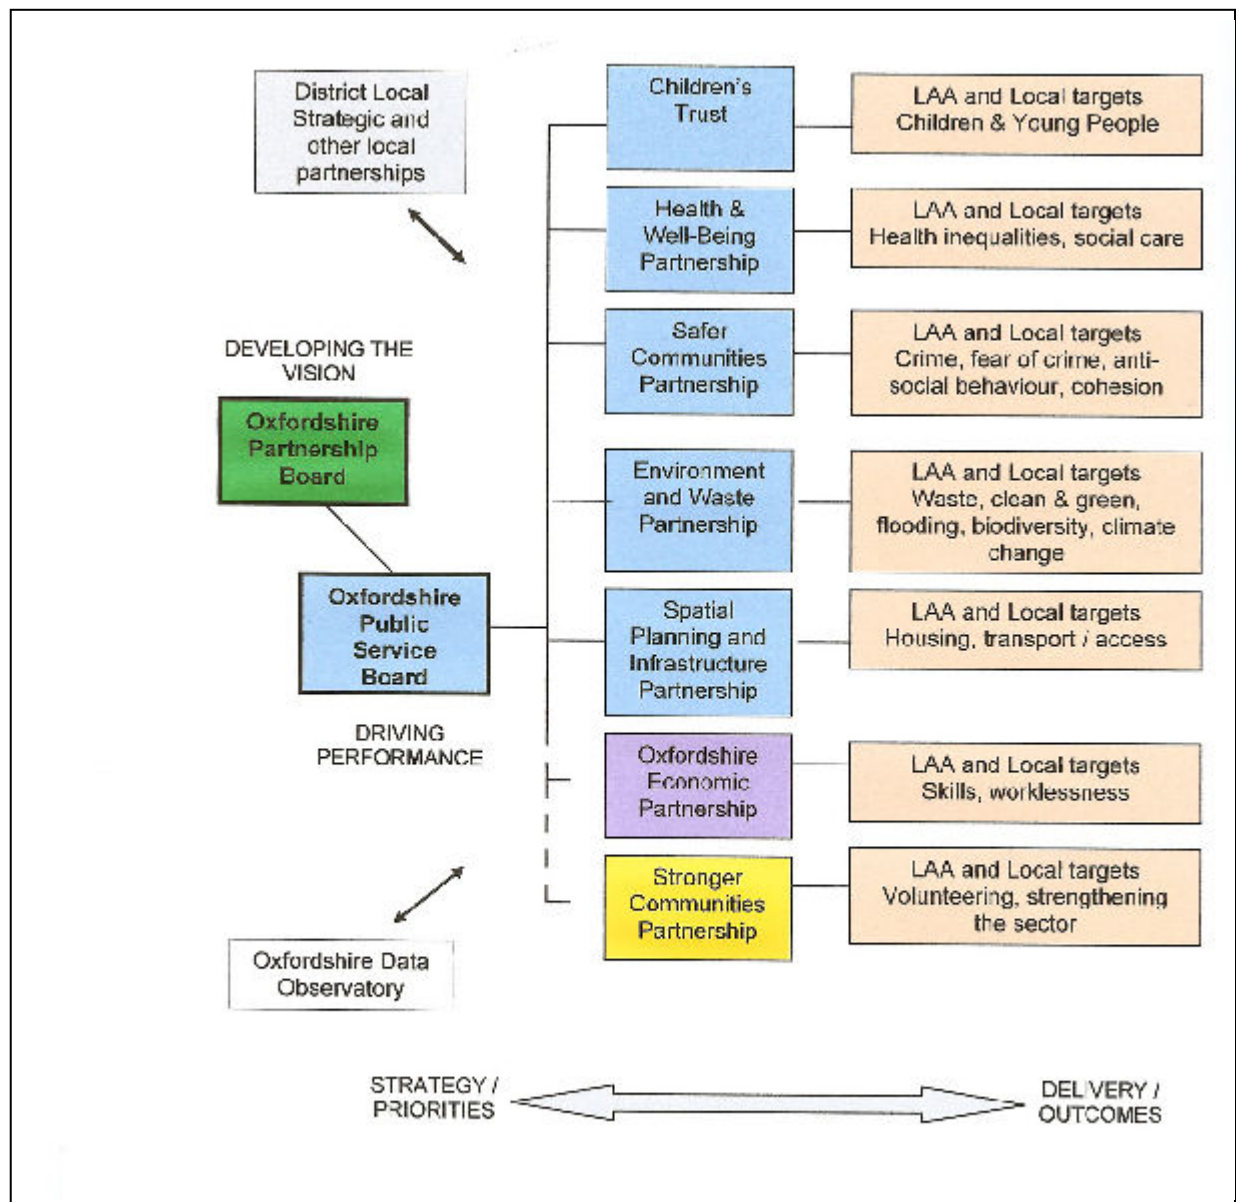 District Local
Strategic and
other local
partnerships
DEVELOPING THE
VISION
Oxfordshire
Partnership
Board
Oxfordshire
Public
Service
Board
DRIVING
PERFORMANCE
Oxfordshire Data
Observatory
Children's
Trust
LAA and Local targets
Children & Young People
Health &
Well-Being
Partnership
LAA and Local targets
Health inequalities, social care
Safer
Communities
Partnership
LAA and Local targets
Crime, fear of crime, anti-
social behaviour, cohesion
Environment
and Waste
Partnership
LAA and Local targets
Waste, clean & green,
flooding, biodiversity, climate
change
Spatial
Planning and
Infrastructure
Partnership
LAA and Local targets
Housing, transport / access
Oxfordshire
Economic
Partnership
LAA and Local targets
Skills, worklessness
Stronger
Communities
Partnership
LAA and Local targets
Volunteering, strengthening
the sector
STRATEGY /
PRIORITIES
DELIVERY /
OUTCOMES